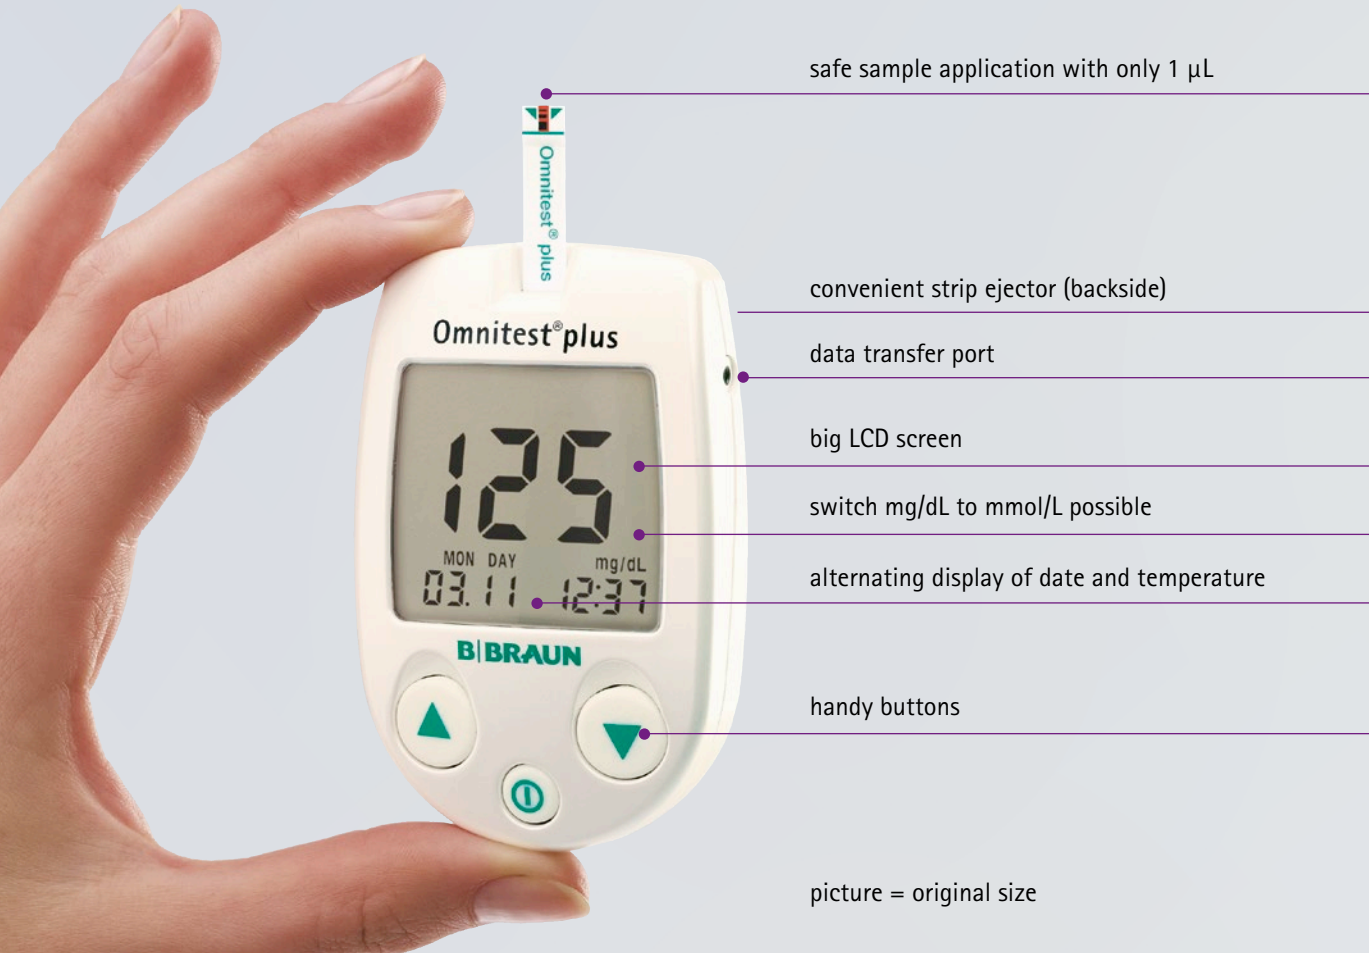 safe sample application with only 1 µL
Omnitest® plus
convenient strip ejector (backside)
Omnitest®plus
data transfer port
big LCD screen
125
switch mg/dL to mmol/L possible
MON DAY mg/dL
alternating display of date and temperature
03.11 12:37
B|BRAUN
handy buttons
picture = original size